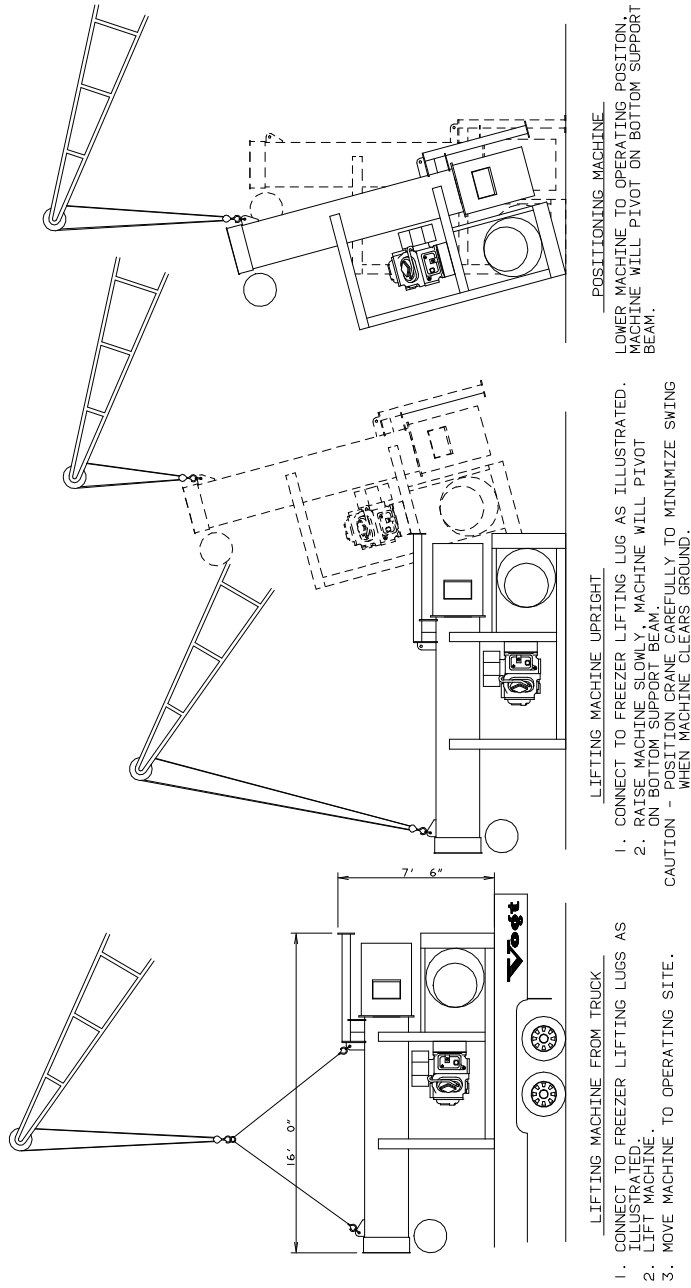 16' 0"
7' 6"
Vogt
LIFTING MACHINE FROM TRUCK
1. CONNECT TO FREEZER LIFTING LUGS AS
ILLUSTRATED.
2. LIFT MACHINE.
3. MOVE MACHINE TO OPERATING SITE.
LIFTING MACHINE UPRIGHT
1. CONNECT TO FREEZER LIFTING LUG AS ILLUSTRATED.
2. RAISE MACHINE SLOWLY, MACHINE WILL PIVOT
ON BOTTOM SUPPORT BEAM.
CAUTION - POSITION CRANE CAREFULLY TO MINIMIZE SWING
WHEN MACHINE CLEARS GROUND.
POSITIONING MACHINE
LOWER MACHINE TO OPERATING POSITON,
MACHINE WILL PIVOT ON BOTTOM SUPPORT
BEAM.